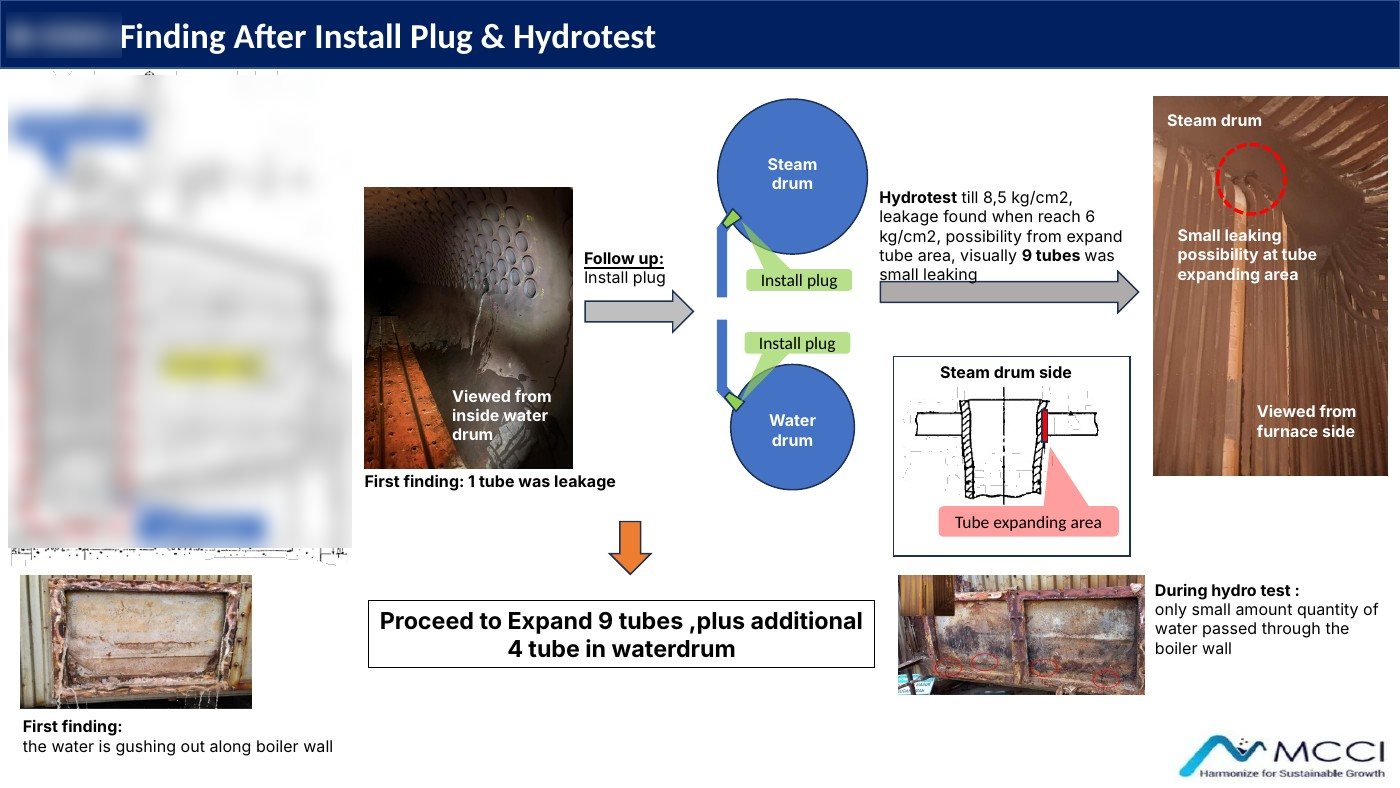 Finding After Install Plug & Hydrotest
Steam
drum
Install plug
Install plug
Water
drum
Follow up:
Install plug
Viewed from
inside water
drum
First finding: 1 tube was leakage
Hydrotest till 8,5 kg/cm2,
leakage found when reach 6
kg/cm2, possibility from expand
tube area, visually 9 tubes was
small leaking
Steam drum
Small leaking
possibility at tube
expanding area
Viewed from
furnace side
Steam drum side
Tube expanding area
Proceed to Expand 9 tubes ,plus additional
4 tube in waterdrum
First finding:
the water is gushing out along boiler wall
During hydro test :
only small amount quantity of
water passed through the
boiler wall
MCCI
Harmonize for Sustainable Growth